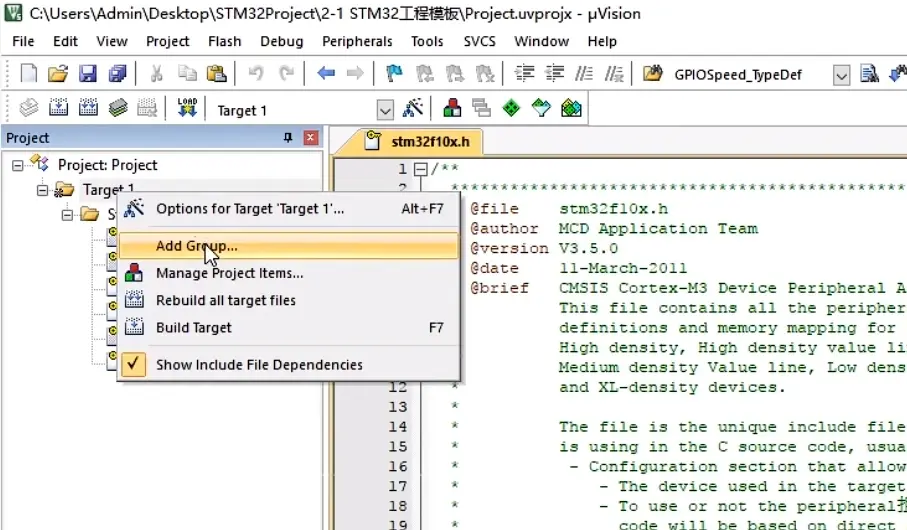 C:\Users\Admin\Desktop\STM32Project\2-1 STM32工程模板\Project.uvprojx - µVision
File Edit View Project Flash Debug Peripherals Tools SVCS Window Help
GPIOSpeed_TypeDef
LOAD Target 1
Project
stm32f10x.h
Project: Project
Target 1
S
Options for Target 'Target 1'... Alt+F7
Add Group...
Manage Project Items...
Rebuild all target files
Build Target F7
Show Include File Dependencies
1 /**
2 ******************************************************
@file stm32f10x.h
@author MCD Application Team
@version V3.5.0
@date 11-March-2011
@brief CMSIS Cortex-M3 Device Peripheral A
This file contains all the peripher
definitions and memory mapping for
High density, High density value li
Medium density Value line, Low dens
12 * and XL-density devices.
13 *
14 * The file is the unique include file
15 * is using in the C source code, usua
16 * - Configuration section that allow
17 * - The device used in the target
18 * - To use or not the peripheral
19 * code will be based on direct